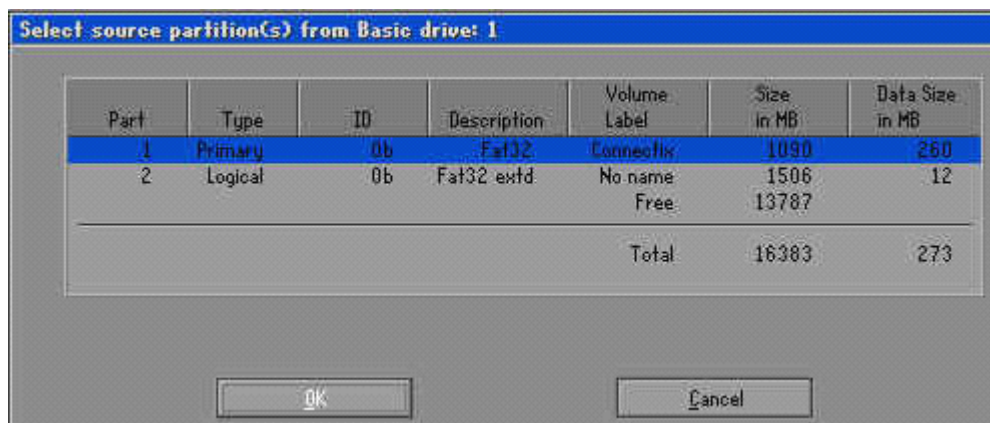 Select source partition(s) from Basic drive: 1
Part Type ID Description Volume Label Size in MB Data Size in MB
1 Primary 0b Fat32 Connectix 1090 260
2 Logical 0b Fat32 extd No name 1506 12
Free 13787
Total 16383 273
OK Cancel